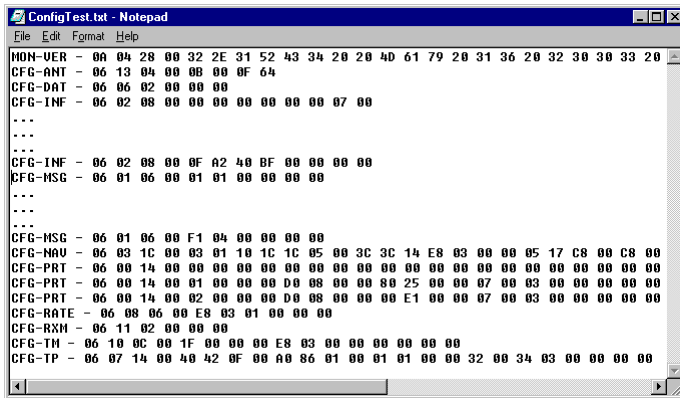 ConfigTest.txt - Notepad
File Edit Format Help
MON-VER - 0A 04 28 00 32 2E 31 52 43 34 20 20 4D 61 79 20 31 36 20 32 30 30 33 20
CFG-ANT - 06 13 04 00 0B 00 0F 64
CFG-DAT - 06 06 02 00 00 00
CFG-INF - 06 02 08 00 00 00 00 00 00 00 07 00
...
...
...
CFG-INF - 06 02 08 00 0F A2 40 BF 00 00 00 00
CFG-MSG - 06 01 06 00 01 01 00 00 00 00
...
...
...
CFG-MSG - 06 01 06 00 F1 04 00 00 00 00
CFG-NAV - 06 03 1C 00 03 01 10 1C 1C 05 00 3C 3C 14 E8 03 00 00 05 17 C8 00 C8 00
CFG-PRT - 06 00 14 00 00 00 00 00 00 00 00 00 00 00 00 00 00 00 00 00 00 00 00 00
CFG-PRT - 06 00 14 00 01 00 00 00 D0 08 00 00 80 25 00 00 07 00 03 00 00 00 00 00
CFG-PRT - 06 00 14 00 02 00 00 00 D0 08 00 00 00 E1 00 00 07 00 03 00 00 00 00 00
CFG-RATE - 06 08 06 00 E8 03 01 00 00 00
CFG-RXM - 06 11 02 00 00 00
CFG-TM - 06 10 0C 00 1F 00 00 00 E8 03 00 00 00 00 00 00
CFG-TP - 06 07 14 00 40 42 0F 00 A0 86 01 00 01 01 00 00 32 00 34 03 00 00 00 00